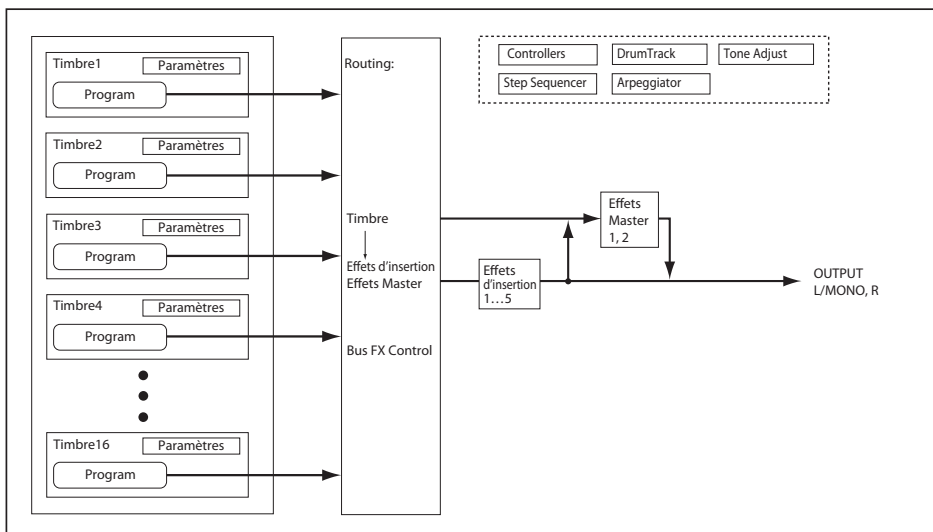 Timbre1
Paramètres
Program
Timbre2
Paramètres
Program
Timbre3
Paramètres
Program
Timbre4
Paramètres
Program
Timbre16
Paramètres
Program
Routing:
Timbre
Effets d’insertion
Effets Master
Bus FX Control
Controllers
DrumTrack
Tone Adjust
Step Sequencer
Arpeggiator
Effets
Master
1, 2
Effets
d’insertion
1…5
OUTPUT
L/MONO, R